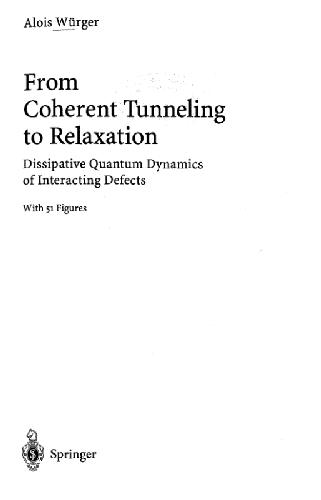 Alois Würger
From
Coherent Tunneling
to Relaxation
Dissipative Quantum Dynamics
of Interacting Defects
With 51 Figures
Springer